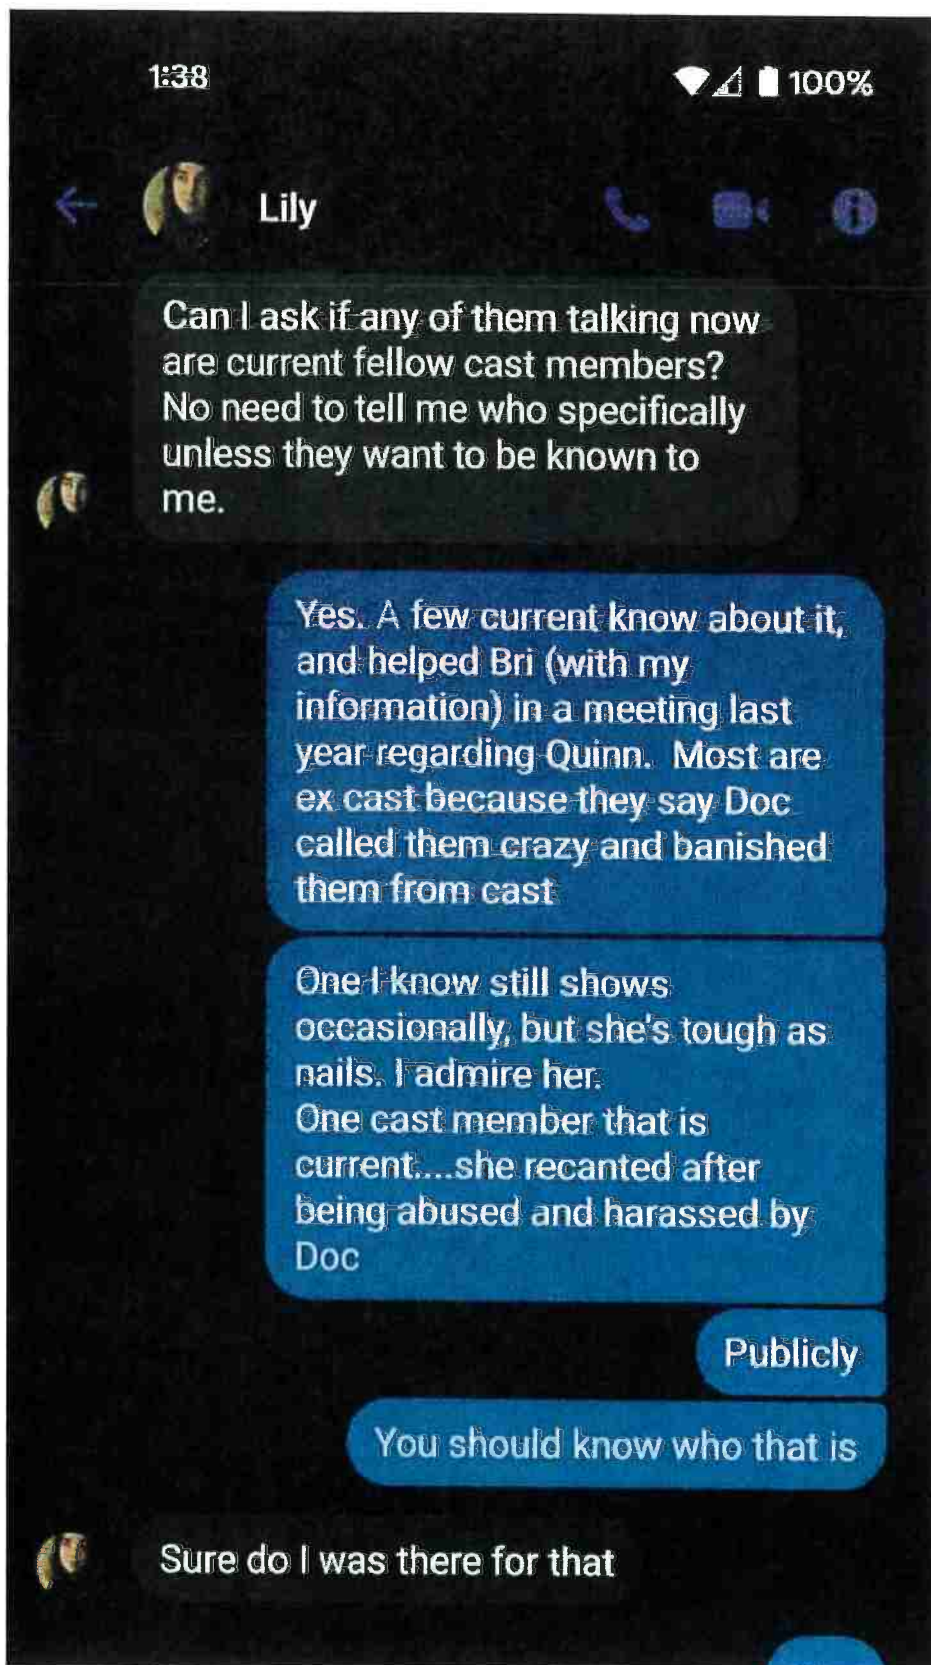 1:38
100%
Lily
Can I ask if any of them talking now
are current fellow cast members?
No need to tell me who specifically
unless they want to be known to
me.
Yes. A few current know about it,
and helped Bri (with my
information) in a meeting last
year regarding Quinn.  Most are
ex cast because they say Doc
called them crazy and banished
them from cast
One I know still shows
occasionally, but she's tough as
nails. I admire her.
One cast member that is
current....she recanted after
being abused and harassed by
Doc
Publicly
You should know who that is
Sure do I was there for that